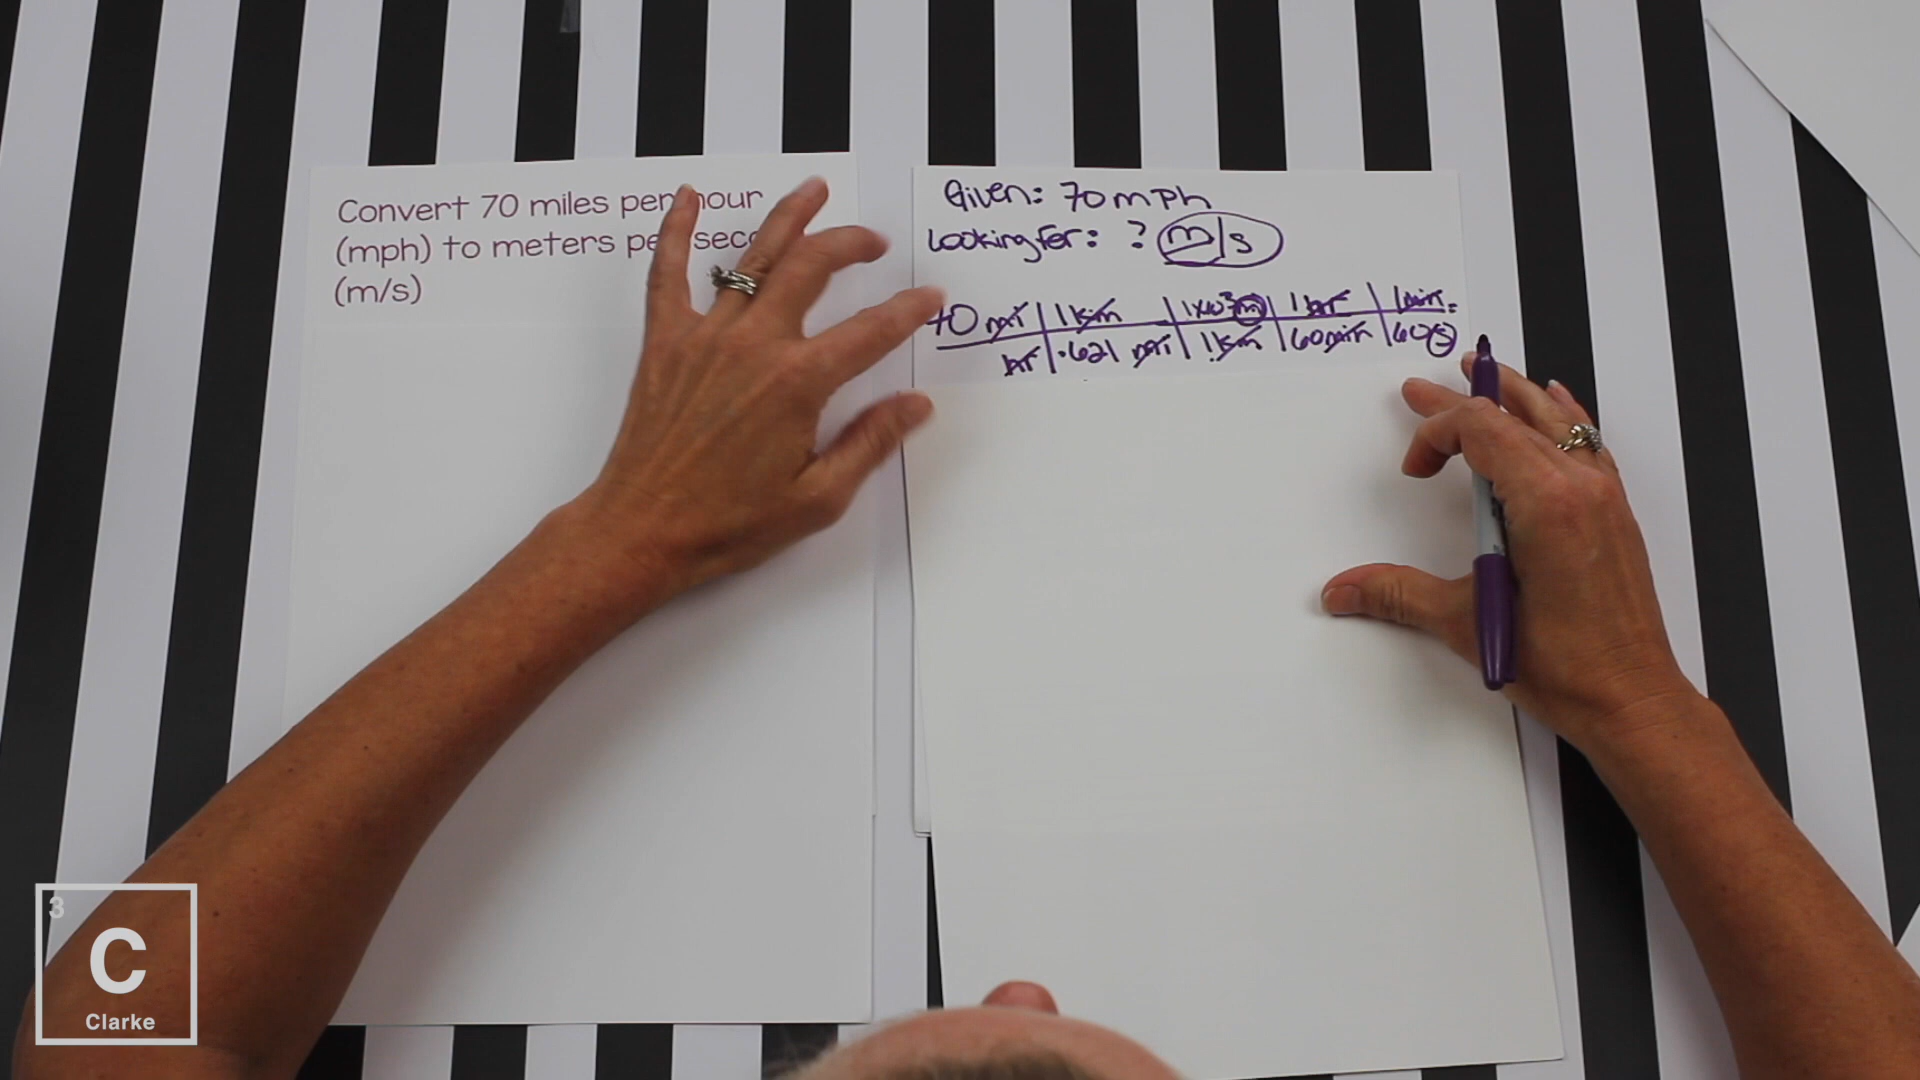 Convert 70 miles per hour
(mph) to meters per seco
(m/s)
Given: 70 mph
Looking for: ? m/s
70 mi | 1 km | 1x10³ m | 1 hr | 1 min =
hr | .621 mi | 1 km | 60 min | 60 s
3
C
Clarke